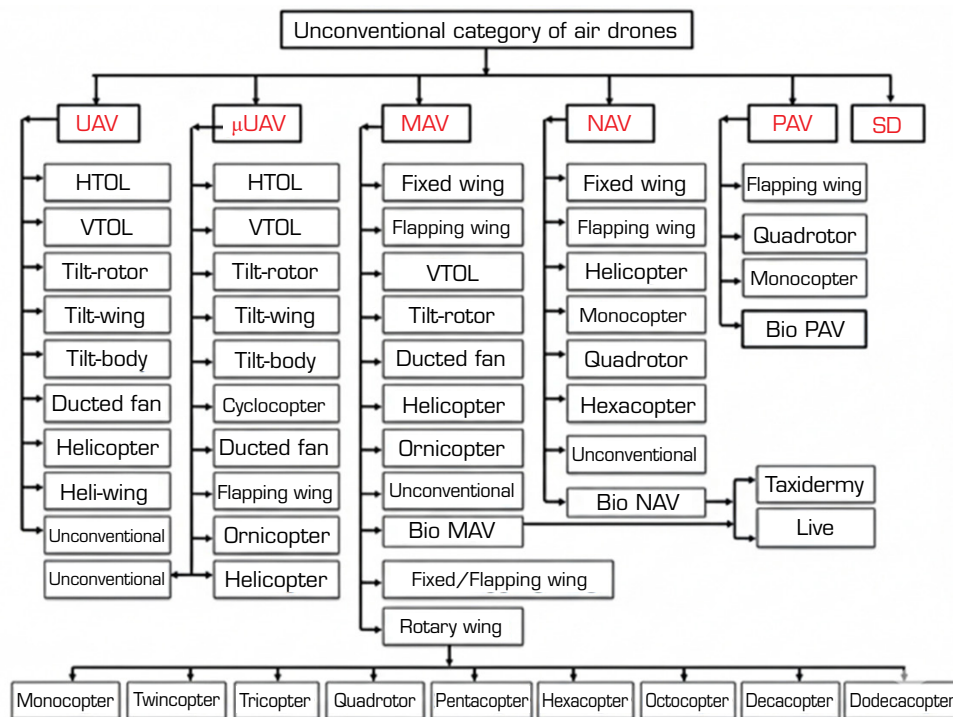 Unconventional category of air drones
UAV
μUAV
MAV
NAV
PAV
SD
HTOL
VTOL
Tilt-rotor
Tilt-wing
Tilt-body
Ducted fan
Helicopter
Heli-wing
Unconventional
Unconventional
HTOL
VTOL
Tilt-rotor
Tilt-wing
Tilt-body
Cyclocopter
Ducted fan
Flapping wing
Ornicopter
Helicopter
Fixed wing
Flapping wing
VTOL
Tilt-rotor
Ducted fan
Helicopter
Ornicopter
Unconventional
Bio MAV
Fixed/Flapping wing
Rotary wing
Fixed wing
Flapping wing
Helicopter
Monocopter
Quadrotor
Hexacopter
Unconventional
Bio NAV
Flapping wing
Quadrotor
Monocopter
Bio PAV
Taxidermy
Live
Monocopter
Twincopter
Tricopter
Quadrotor
Pentacopter
Hexacopter
Octocopter
Decacopter
Dodecacopter